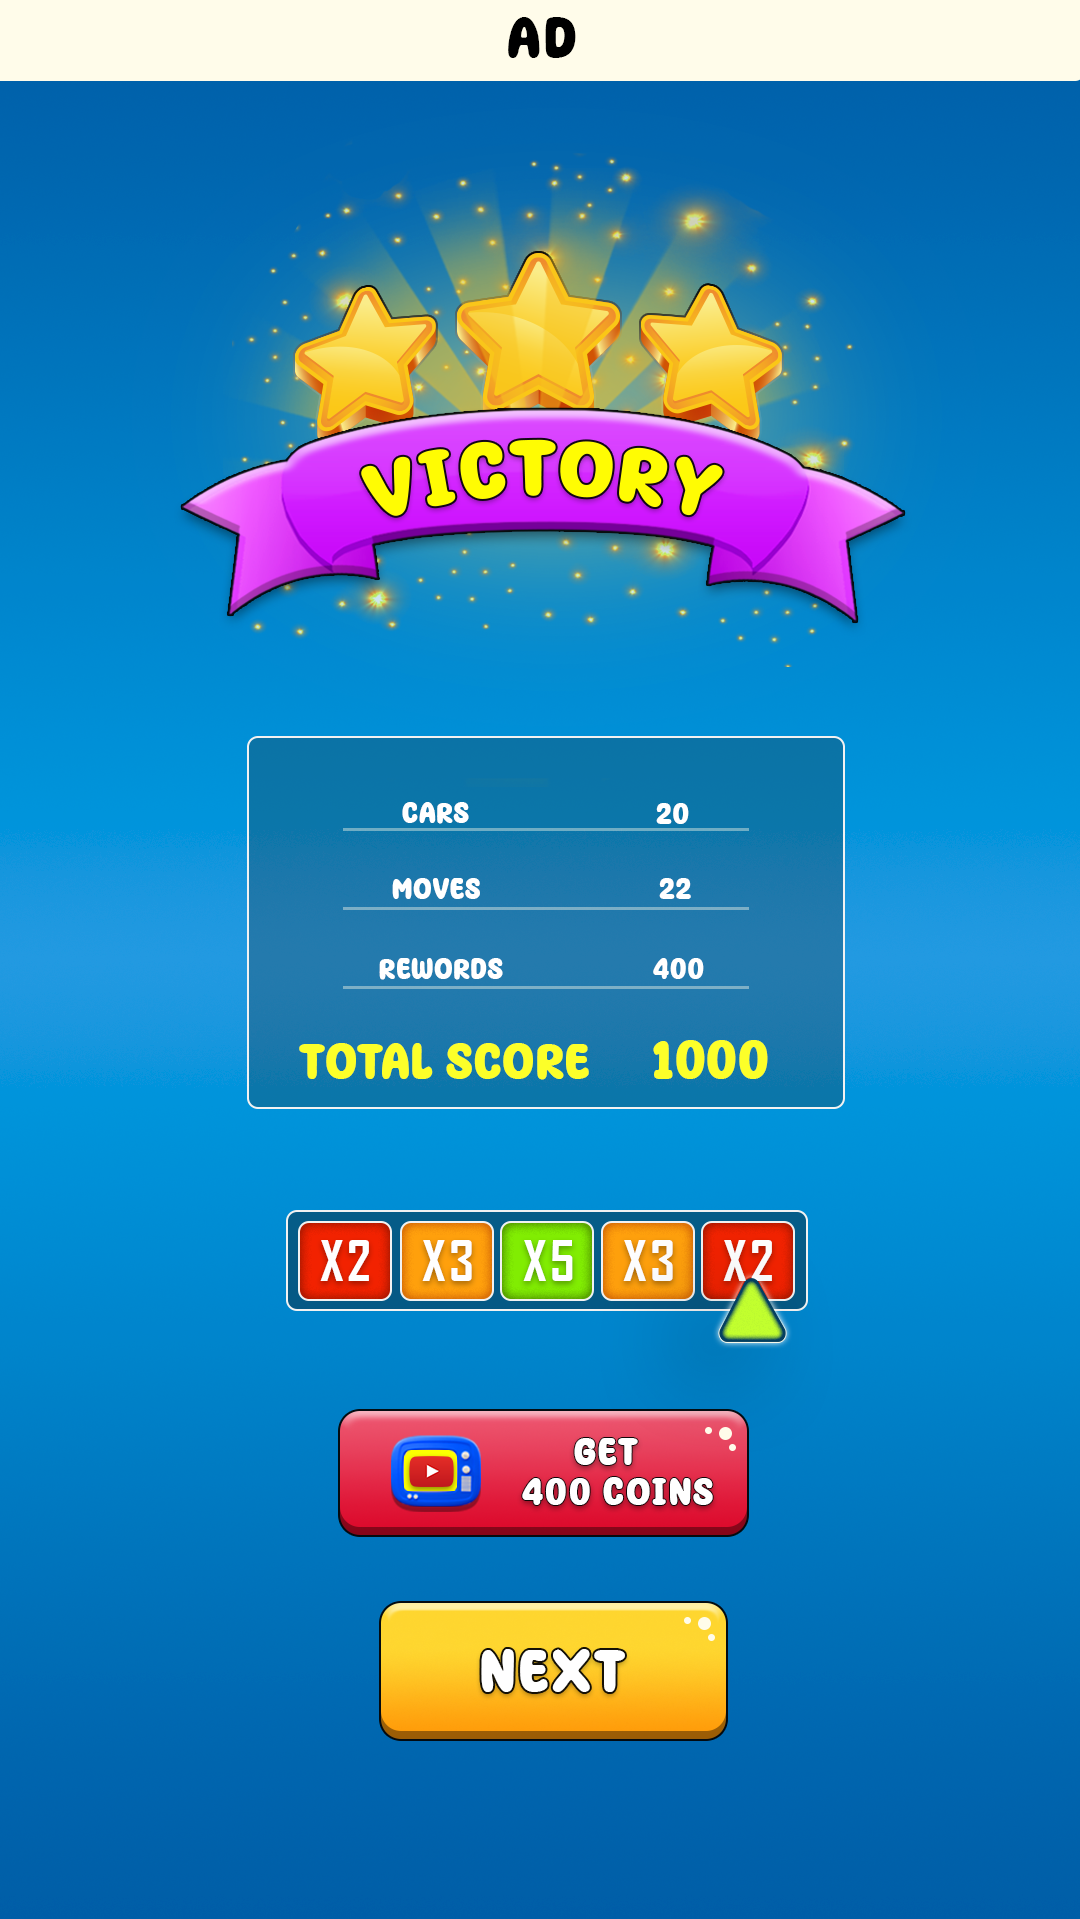 AD
VICTORY
CARS 20
MOVES 22
REWORDS 400
TOTAL SCORE 1000
X2 X3 X5 X3 X2
GET
400 COINS
NEXT